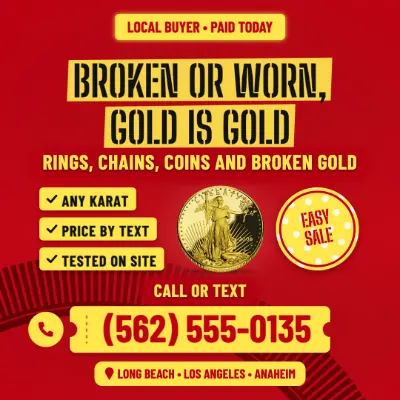 LOCAL BUYER • PAID TODAY
BROKEN OR WORN,
GOLD IS GOLD
RINGS, CHAINS, COINS AND BROKEN GOLD
ANY KARAT
PRICE BY TEXT
TESTED ON SITE
EASY
SALE
CALL OR TEXT
(562) 555-0135
LONG BEACH • LOS ANGELES • ANAHEIM